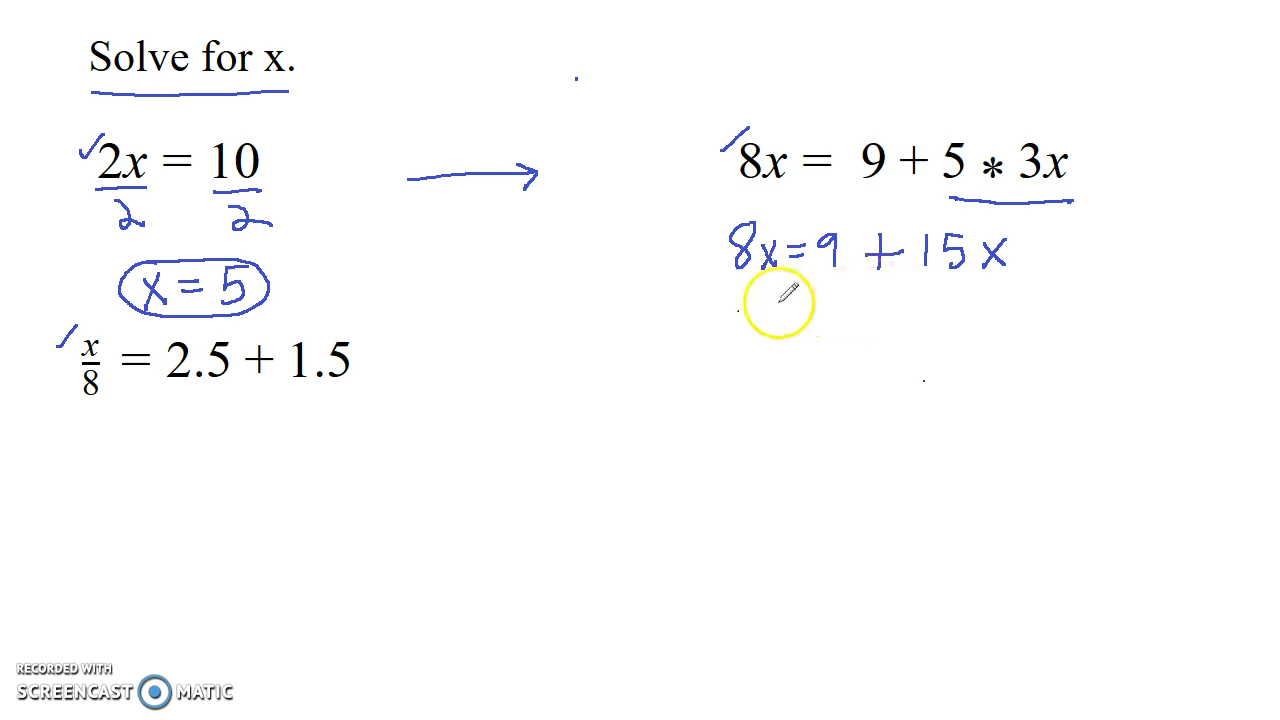 Solve for x.
2x = 10
2 2
x = 5
x/8 = 2.5 + 1.5
8x = 9 + 5 * 3x
8x = 9 + 15x
RECORDED WITH
SCREENCAST MATIC